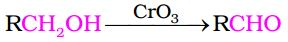 RCH₂OH CrO₃ → RCHO